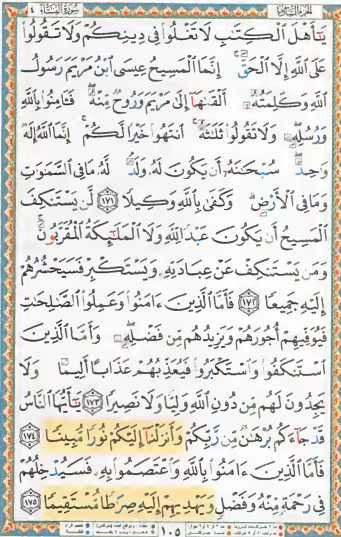 سورة النساء ٤
يَٰٓأَهْلَ ٱلْكِتَٰبِ لَا تَغْلُوا۟ فِى دِينِكُمْ وَلَا تَقُولُوا۟
عَلَى ٱللَّهِ إِلَّا ٱلْحَقَّ ۚ إِنَّمَا ٱلْمَسِيحُ عِيسَى ٱبْنُ مَرْيَمَ رَسُولُ
ٱللَّهِ وَكَلِمَتُهُۥٓ أَلْقَىٰهَآ إِلَىٰ مَرْيَمَ وَرُوحٌ مِّنْهُ ۖ فَـَٔامِنُوا۟ بِٱللَّهِ
وَرُسُلِهِۦ ۖ وَلَا تَقُولُوا۟ ثَلَٰثَةٌ ۚ ٱنتَهُوا۟ خَيْرًا لَّكُمْ ۚ إِنَّمَا ٱللَّهُ إِلَٰهٌ
وَٰحِدٌ ۖ سُبْحَٰنَهُۥٓ أَن يَكُونَ لَهُۥ وَلَدٌ ۘ لَّهُۥ مَا فِى ٱلسَّمَٰوَٰتِ
وَمَا فِى ٱلْأَرْضِ ۗ وَكَفَىٰ بِٱللَّهِ وَكِيلًا ١٧١ لَّن يَسْتَنكِفَ
ٱلْمَسِيحُ أَن يَكُونَ عَبْدًا لِّلَّهِ وَلَا ٱلْمَلَٰٓئِكَةُ ٱلْمُقَرَّبُونَ ۚ
وَمَن يَسْتَنكِفْ عَنْ عِبَادَتِهِۦ وَيَسْتَكْبِرْ فَسَيَحْشُرُهُمْ
إِلَيْهِ جَمِيعًا ١٧٢ فَأَمَّا ٱلَّذِينَ ءَامَنُوا۟ وَعَمِلُوا۟ ٱلصَّٰلِحَٰتِ
فَيُوَفِّيهِمْ أُجُورَهُمْ وَيَزِيدُهُم مِّن فَضْلِهِۦ ۖ وَأَمَّا ٱلَّذِينَ
ٱسْتَنكَفُوا۟ وَٱسْتَكْبَرُوا۟ فَيُعَذِّبُهُمْ عَذَابًا أَلِيمًا وَلَا
يَجِدُونَ لَهُم مِّن دُونِ ٱللَّهِ وَلِيًّا وَلَا نَصِيرًا ١٧٣ يَٰٓأَيُّهَا ٱلنَّاسُ
قَدْ جَآءَكُم بُرْهَٰنٌ مِّن رَّبِّكُمْ وَأَنزَلْنَآ إِلَيْكُمْ نُورًا مُّبِينًا ١٧٤
فَأَمَّا ٱلَّذِينَ ءَامَنُوا۟ بِٱللَّهِ وَٱعْتَصَمُوا۟ بِهِۦ فَسَيُدْخِلُهُمْ
فِى رَحْمَةٍ مِّنْهُ وَفَضْلٍ وَيَهْدِيهِمْ إِلَيْهِ صِرَٰطًا مُّسْتَقِيمًا ١٧٥
١٠٥